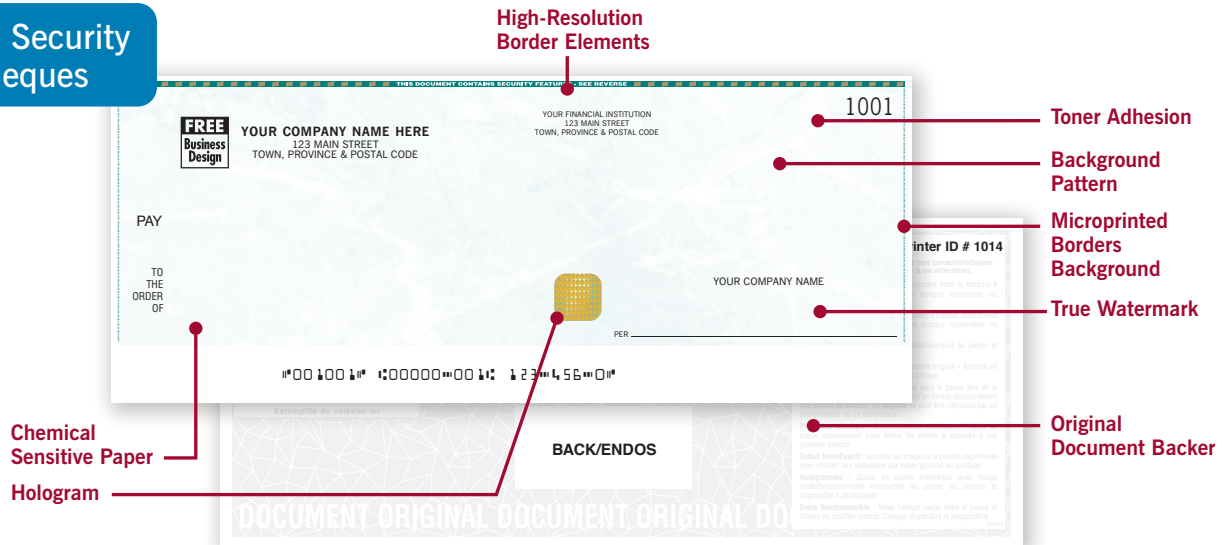 Security
eques
High-Resolution
Border Elements
THIS DOCUMENT CONTAINS SECURITY FEATURES - SEE REVERSE
1001
FREE
Business
Design
YOUR COMPANY NAME HERE
123 MAIN STREET
TOWN, PROVINCE & POSTAL CODE
YOUR FINANCIAL INSTITUTION
123 MAIN STREET
TOWN, PROVINCE & POSTAL CODE
PAY
TO
THE
ORDER
OF
YOUR COMPANY NAME
PER
⑈001001⑈ ⑆00000⑉001⑆ 123⑉456⑉0⑈
Toner Adhesion
Background
Pattern
Microprinted
Borders
Background
True Watermark
Original
Document Backer
Chemical
Sensitive Paper
Hologram
inter ID # 1014
Estampille du caissier ici
BACK/ENDOS
DOCUMENT ORIGINAL DOCUMENT ORIGINAL DO